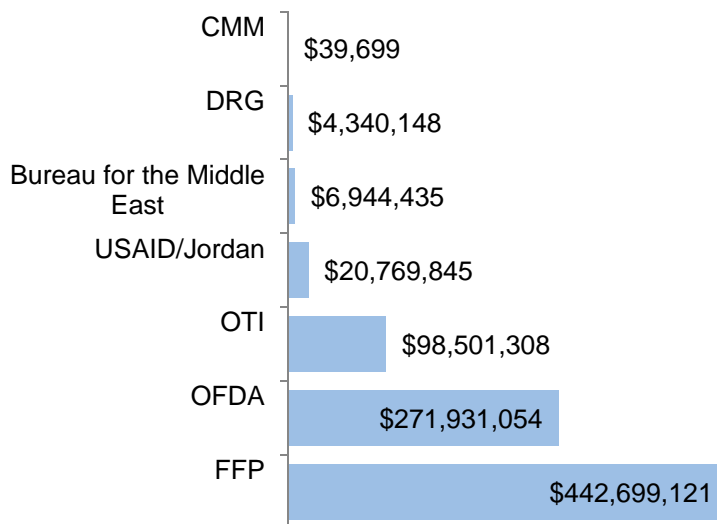 CMM
$39,699
DRG
$4,340,148
Bureau for the Middle
East
$6,944,435
USAID/Jordan
$20,769,845
OTI
$98,501,308
OFDA
$271,931,054
FFP
$442,699,121